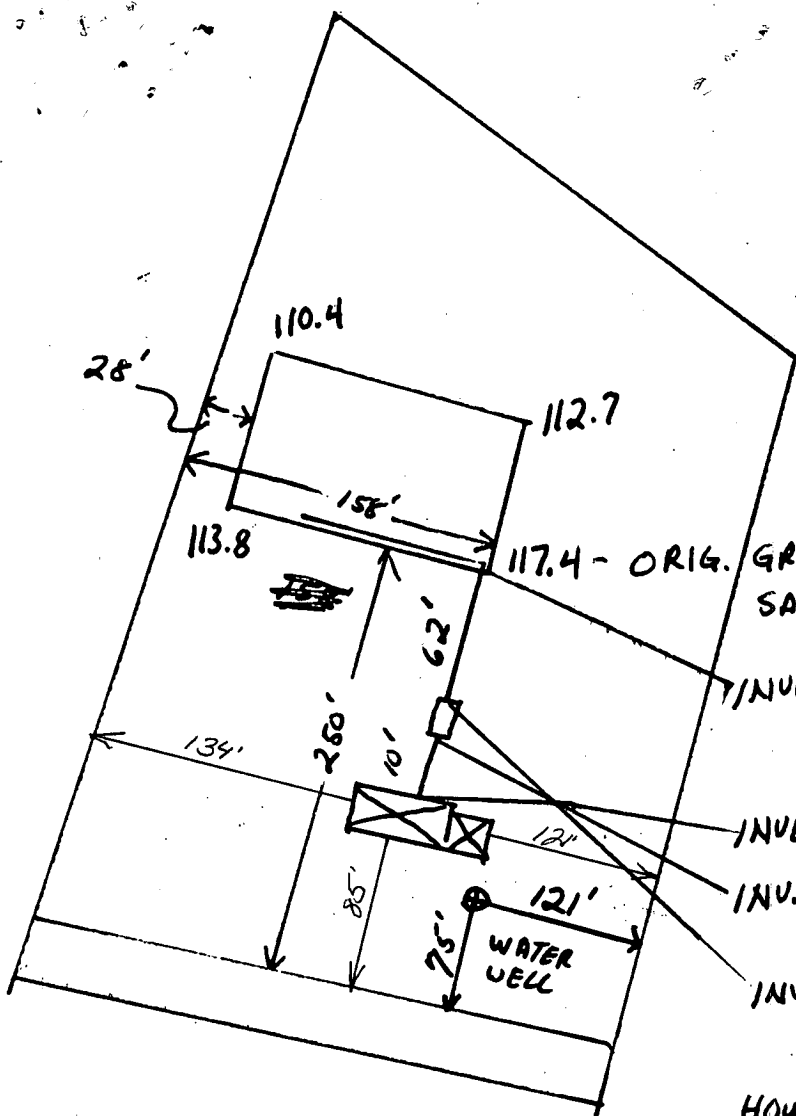 110.4
28'
112.7
158'
113.8
117.4 - ORIG. GR
SA
62'
INV
250'
10'
134'
INV
121'
INV.
85'
121'
75'
WATER
WELL
INV
HOU